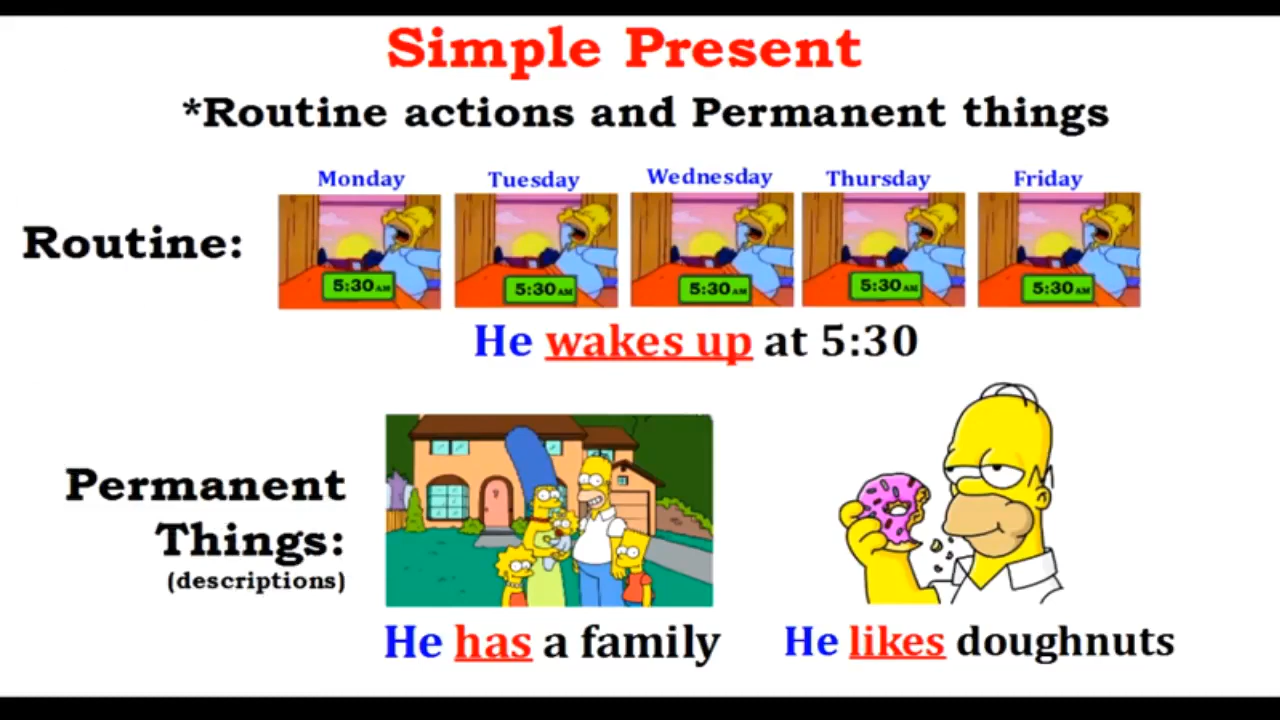 Simple Present
*Routine actions and Permanent things
Monday Tuesday Wednesday Thursday Friday
Routine:
5:30AM 5:30AM 5:30AM 5:30AM 5:30AM
He wakes up at 5:30
Permanent
Things:
(descriptions)
He has a family He likes doughnuts